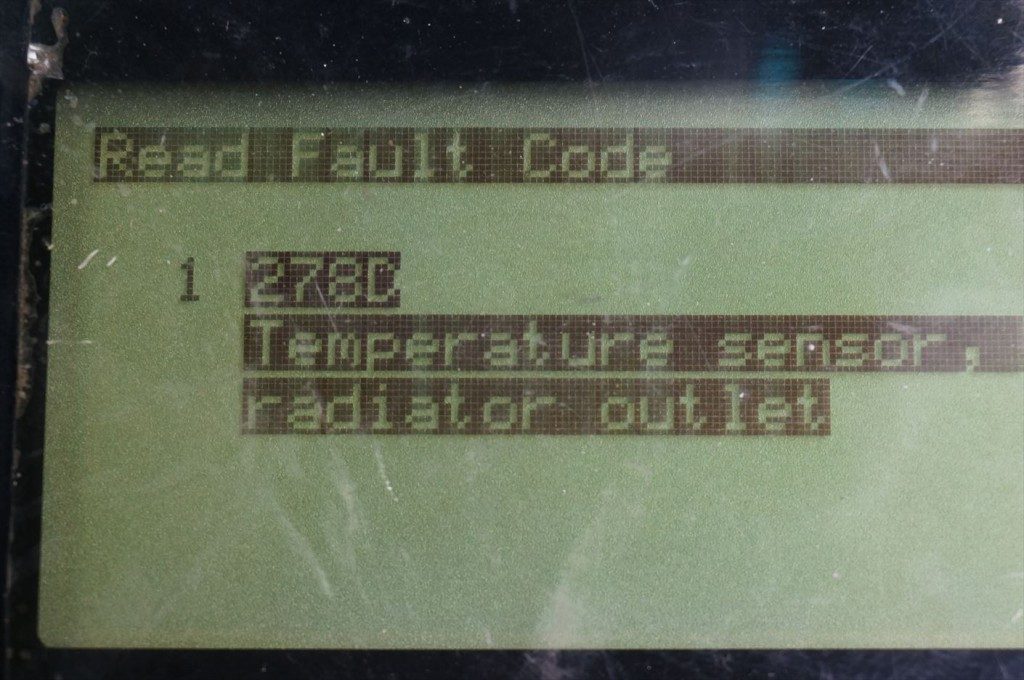 Read Fault Code
1 278C
Temperature sensor,
radiator outlet